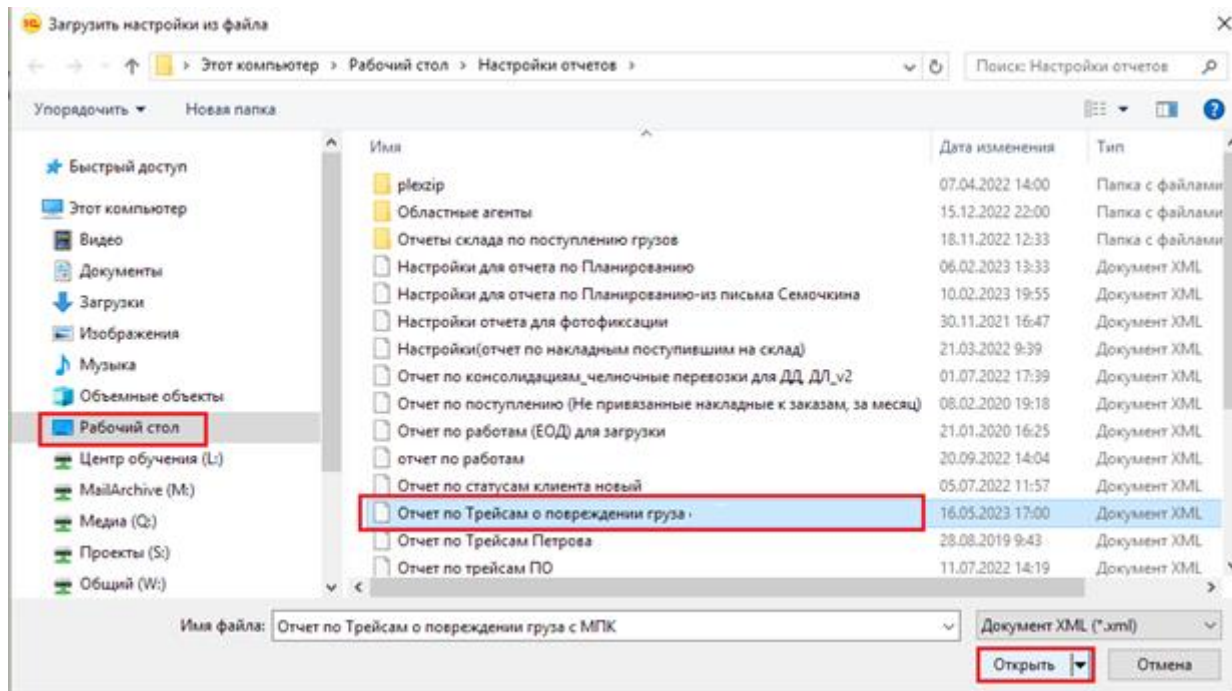 Загрузить настройки из файла
Этот компьютер > Рабочий стол > Настройки отчетов >
Поиск: Настройки отчетов
Упорядочить Новая папка
Имя Дата изменения Тип
Быстрый доступ
Этот компьютер
Видео
Документы
Загрузки
Изображения
Музыка
Объемные объекты
Рабочий стол
Центр обучения (L:)
MailArchive (M:)
Медиа (Q:)
Проекты (S:)
Общий (W:)
plexzip 07.04.2022 14:00 Папка с файлами
Областные агенты 15.12.2022 22:00 Папка с файлами
Отчеты склада по поступлению грузов 18.11.2022 12:33 Папка с файлами
Настройки для отчета по Планированию 06.02.2023 13:33 Документ XML
Настройки для отчета по Планированию-из письма Семочкина 10.02.2023 19:55 Документ XML
Настройки отчета для фотофиксации 30.11.2021 16:47 Документ XML
Настройки(отчет по накладным поступившим на склад) 21.03.2022 9:39 Документ XML
Отчет по консолидациям_челночные перевозки для ДД, ДЛ_v2 01.07.2022 17:39 Документ XML
Отчет по поступлению (Не привязанные накладные к заказам, за месяц) 08.02.2020 19:18 Документ XML
Отчет по работам (ЕОД) для загрузки 21.01.2020 16:25 Документ XML
отчет по работам 20.09.2022 14:04 Документ XML
Отчет по статусам клиента новый 05.07.2022 11:57 Документ XML
Отчет по Трейсам о повреждении груза 16.05.2023 17:00 Документ XML
Отчет по Трейсам Петрова 28.08.2019 9:43 Документ XML
Отчет по трейсам ПО 11.07.2022 14:19 Документ XML
Имя файла: Отчет по Трейсам о повреждении груза с МПК Документ XML (*.xml)
Открыть Отмена